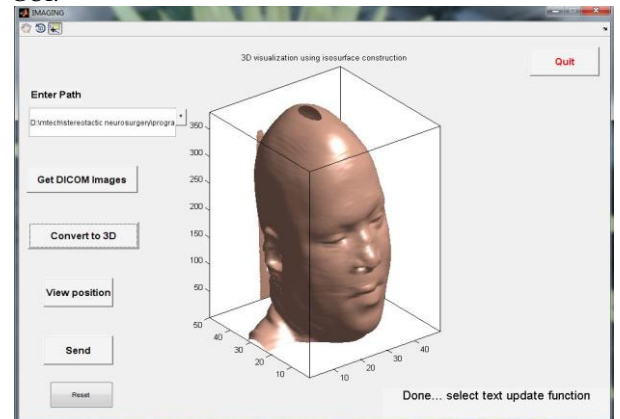 IMAGING
3D visualization using isosurface construction
Quit
Enter Path
D:\mtech\stereotactic neurosurgery\progra
Get DICOM Images
Convert to 3D
View position
Send
Reset
350
300
250
200
150
100
50
50
40
30
20
10
10
20
30
40
Done... select text update function